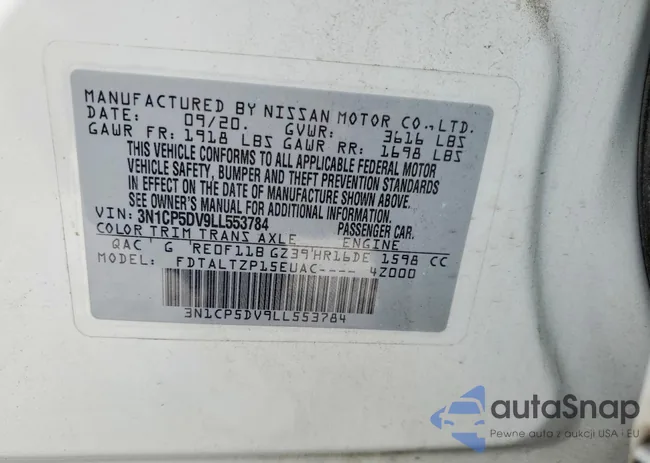 MANUFACTURED BY NISSAN MOTOR CO.,LTD.
DATE: 09/20. GVWR: 3616 LBS
GAWR FR: 1918 LBS GAWR RR: 1698 LBS
THIS VEHICLE CONFORMS TO ALL APPLICABLE FEDERAL MOTOR
VEHICLE SAFETY, BUMPER AND THEFT PREVENTION STANDARDS
IN EFFECT ON THE DATE OF MANUFACTURE SHOWN ABOVE.
SEE OWNER'S MANUAL FOR ADDITIONAL INFORMATION.
VIN: 3N1CP5DV9LL553784 PASSENGER CAR.
COLOR TRIM TRANS AXLE ENGINE
QAC G RE0F11B GZ39 HR16DE 1598 CC
FDTALTZP15EUAC---- 4Z000
3N1CP5DV9LL553784
autoSnap
Pewne auta z aukcji USA i EU